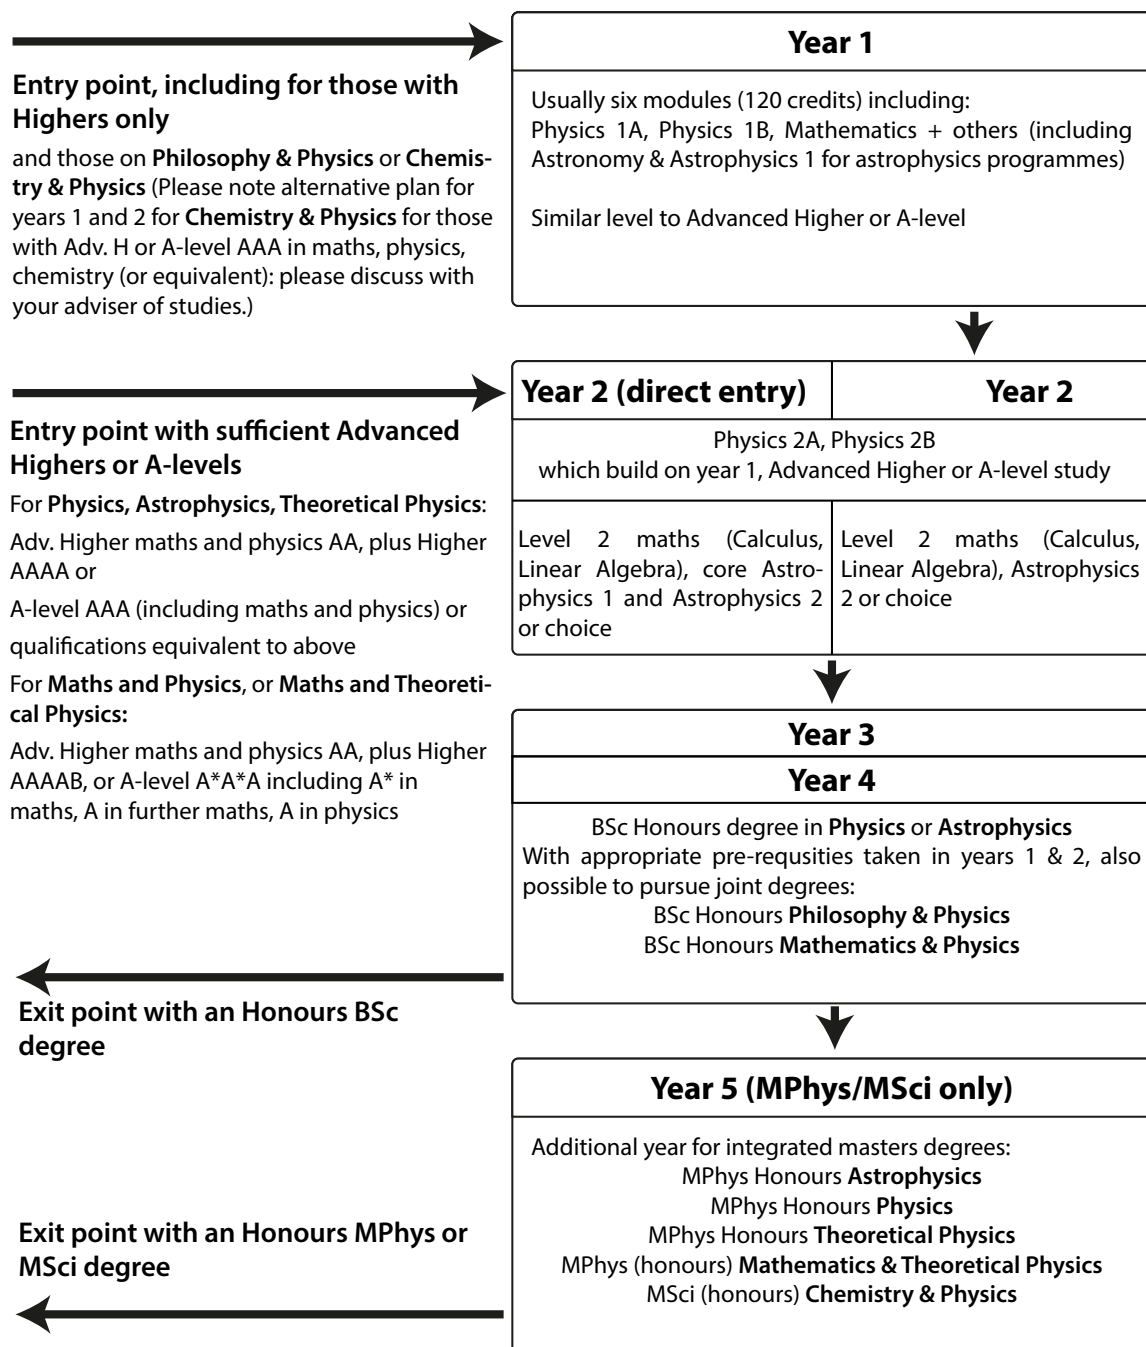 Year 1
Entry point, including for those with
Highers only
and those on Philosophy & Physics or Chemis-
try & Physics (Please note alternative plan for
years 1 and 2 for Chemistry & Physics for those
with Adv. H or A-level AAA in maths, physics,
chemistry (or equivalent): please discuss with
your adviser of studies.)
Usually six modules (120 credits) including:
Physics 1A, Physics 1B, Mathematics + others (including
Astronomy & Astrophysics 1 for astrophysics programmes)
Similar level to Advanced Higher or A-level
Year 2 (direct entry)
Year 2
Entry point with sufficient Advanced
Highers or A-levels
For Physics, Astrophysics, Theoretical Physics:
Adv. Higher maths and physics AA, plus Higher
AAAA or
A-level AAA (including maths and physics) or
qualifications equivalent to above
For Maths and Physics, or Maths and Theoreti-
cal Physics:
Adv. Higher maths and physics AA, plus Higher
AAAAB, or A-level A*A*A including A* in
maths, A in further maths, A in physics
Physics 2A, Physics 2B
which build on year 1, Advanced Higher or A-level study
Level 2 maths (Calculus,
Linear Algebra), core Astro-
physics 1 and Astrophysics 2
or choice
Level 2 maths (Calculus,
Linear Algebra), Astrophysics
2 or choice
Year 3
Year 4
BSc Honours degree in Physics or Astrophysics
With appropriate pre-requsities taken in years 1 & 2, also
possible to pursue joint degrees:
BSc Honours Philosophy & Physics
BSc Honours Mathematics & Physics
Exit point with an Honours BSc
degree
Year 5 (MPhys/MSci only)
Additional year for integrated masters degrees:
MPhys Honours Astrophysics
MPhys Honours Physics
MPhys Honours Theoretical Physics
MPhys (honours) Mathematics & Theoretical Physics
MSci (honours) Chemistry & Physics
Exit point with an Honours MPhys or
MSci degree